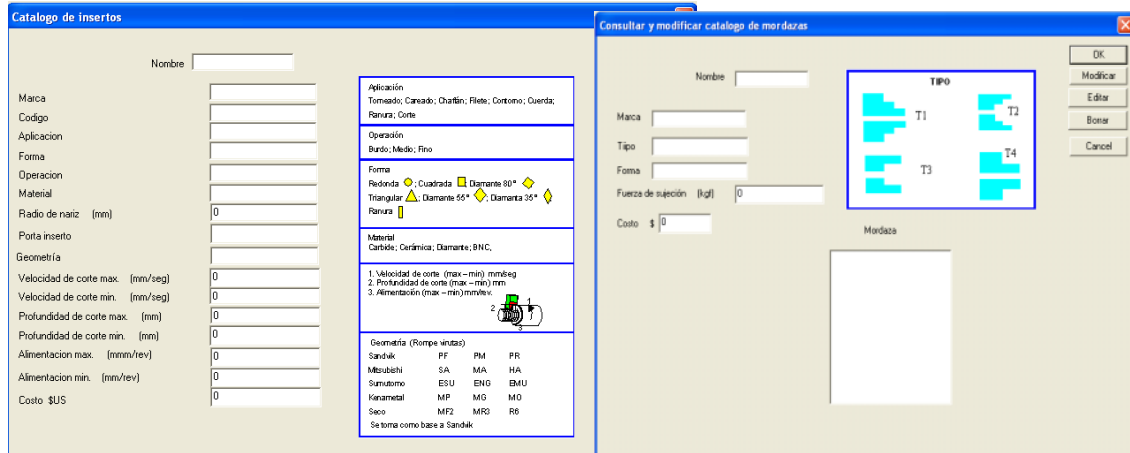 Catalogo de insertos
Nombre
Marca
Codigo
Aplicacion
Forma
Operacion
Material
Radio de nariz (mm) 0
Porta inserto
Geometría
Velocidad de corte max. (mm/seg) 0
Velocidad de corte min. (mm/seg) 0
Profundidad de corte max. (mm) 0
Profundidad de corte min. (mm) 0
Alimentacion max. (mmm/rev) 0
Alimentacion min. (mm/rev) 0
Costo $US 0
Aplicación
Torneado; Careado; Chaflán; Filete; Contorno; Cuerda;
Ranura; Corte
Operación
Burdo; Medio; Fino
Forma
Redonda ; Cuadrada ; Diamante 80°
Triangular ; Diamante 55° ; Diamanta 35°
Ranura
Material
Carbide; Cerámica; Diamante; BNC,
1. Velocidad de corte (max – min) mm/seg
2. Profundidad de corte (max – min) mm
3. Alimentación (max – min) mm/rev.
1
2
3
Geometría (Rompe virutas)
Sandvik PF PM PR
Mitsubishi SA MA HA
Sumutomo ESU ENG EMU
Kenametal MP MG MO
Seco MF2 MR3 R6
Se toma como base a Sandvik
Consultar y modificar catalogo de mordazas
Nombre
Marca
Tiipo
Forma
Fuerza de sujeción (kgf) 0
Costo $ 0
TIPO
T1
T2
T3
T4
Mordaza
OK
Modificar
Editar
Borrar
Cancel